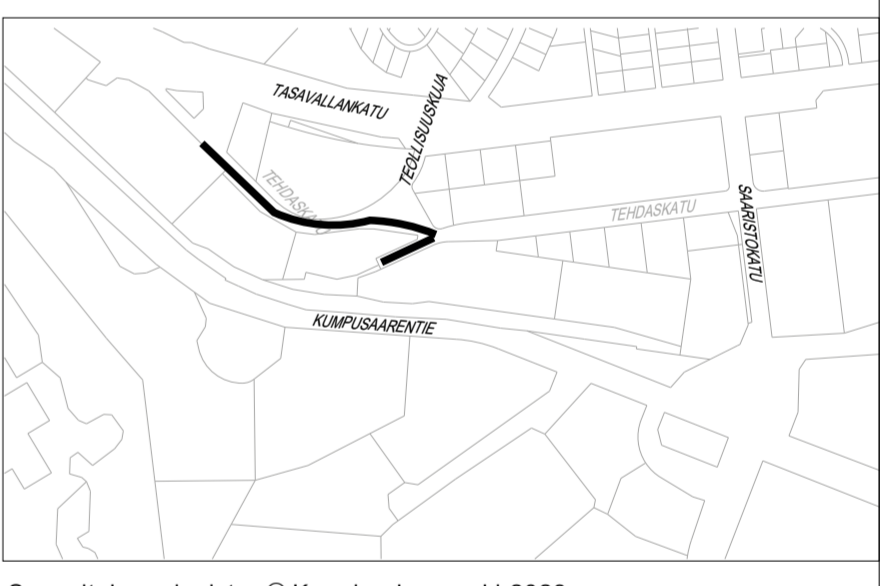 TASAVALLANKATU
TEOLLISUUSKUJA
TEHDASKATU
TEHDASKATU
SAARISTOKATU
KUMPUSAARENTIE